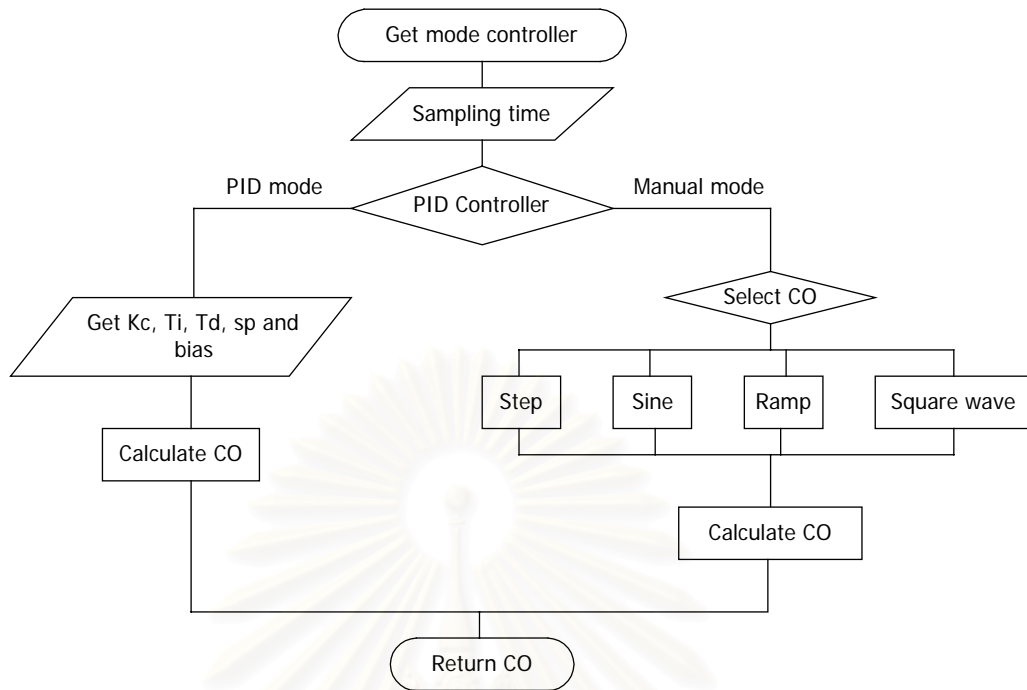 Get mode controller
Sampling time
PID mode
Manual mode
PID Controller
Select CO
Get Kc, Ti, Td, sp and
bias
Step
Sine
Ramp
Square wave
Calculate CO
Calculate CO
Return CO